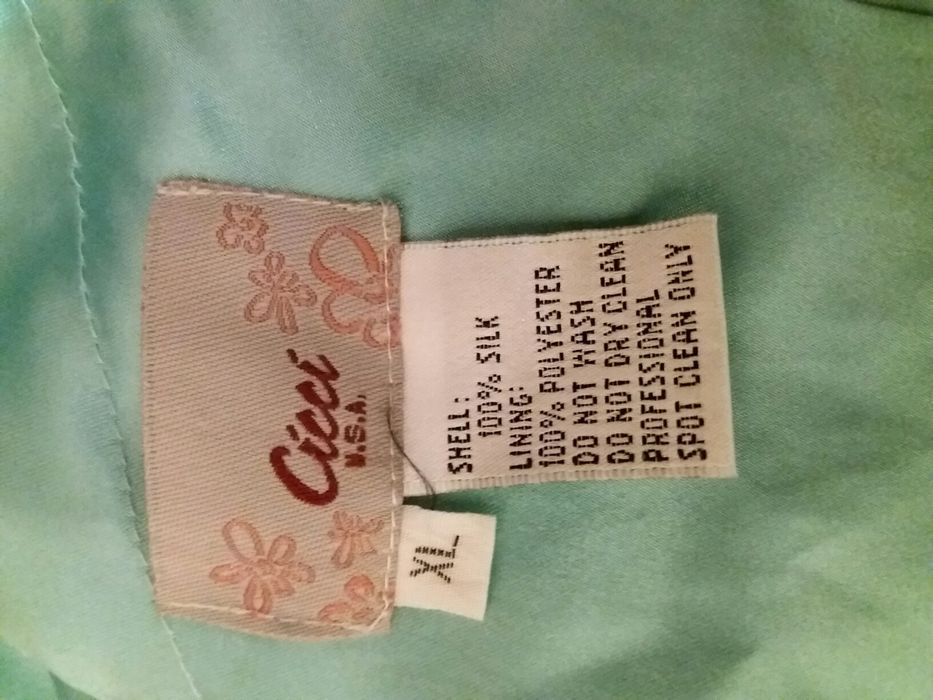 Cicci
U.S.A.
XL
SHELL:
100% SILK
LINING:
100% POLYESTER
DO NOT WASH
DO NOT DRY CLEAN
PROFESSIONAL
SPOT CLEAN ONLY